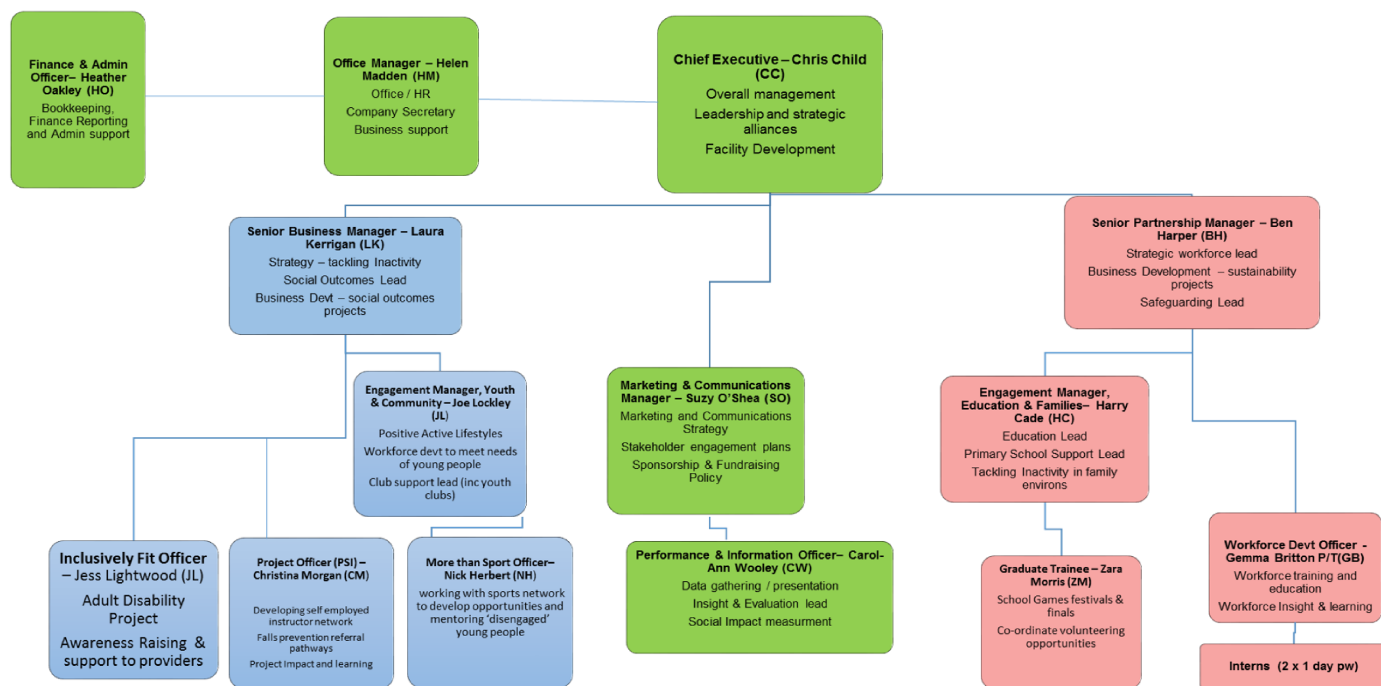 Finance & Admin
Officer– Heather
Oakley (HO)
Bookkeeping,
Finance Reporting
and Admin support
Office Manager – Helen
Madden (HM)
Office / HR
Company Secretary
Business support
Chief Executive – Chris Child
(CC)
Overall management
Leadership and strategic
alliances
Facility Development
Senior Business Manager – Laura
Kerrigan (LK)
Strategy – tackling Inactivity
Social Outcomes Lead
Business Devt – social outcomes
projects
Senior Partnership Manager – Ben
Harper (BH)
Strategic workforce lead
Business Development – sustainability
projects
Safeguarding Lead
Engagement Manager, Youth
& Community – Joe Lockley
(JL)
Positive Active Lifestyles
Workforce devt to meet needs
of young people
Club support lead (inc youth
clubs)
Marketing & Communications
Manager – Suzy O’Shea (SO)
Marketing and Communications
Strategy
Stakeholder engagement plans
Sponsorship & Fundraising
Policy
Engagement Manager,
Education & Families– Harry
Cade (HC)
Education Lead
Primary School Support Lead
Tackling Inactivity in family
environs
Inclusively Fit Officer
– Jess Lightwood (JL)
Adult Disability
Project
Awareness Raising &
support to providers
Project Officer (PSI) –
Christina Morgan (CM)
Developing self employed
instructor network
Falls prevention referral
pathways
Project Impact and learning
More than Sport Officer–
Nick Herbert (NH)
working with sports network
to develop opportunities and
mentoring ‘disengaged’
young people
Performance & Information Officer– Carol-
Ann Wooley (CW)
Data gathering / presentation
Insight & Evaluation lead
Social Impact measurment
Graduate Trainee – Zara
Morris (ZM)
School Games festivals &
finals
Co-ordinate volunteering
opportunities
Workforce Devt Officer -
Gemma Britton P/T(GB)
Workforce training and
education
Workforce Insight & learning
Interns (2 x 1 day pw)